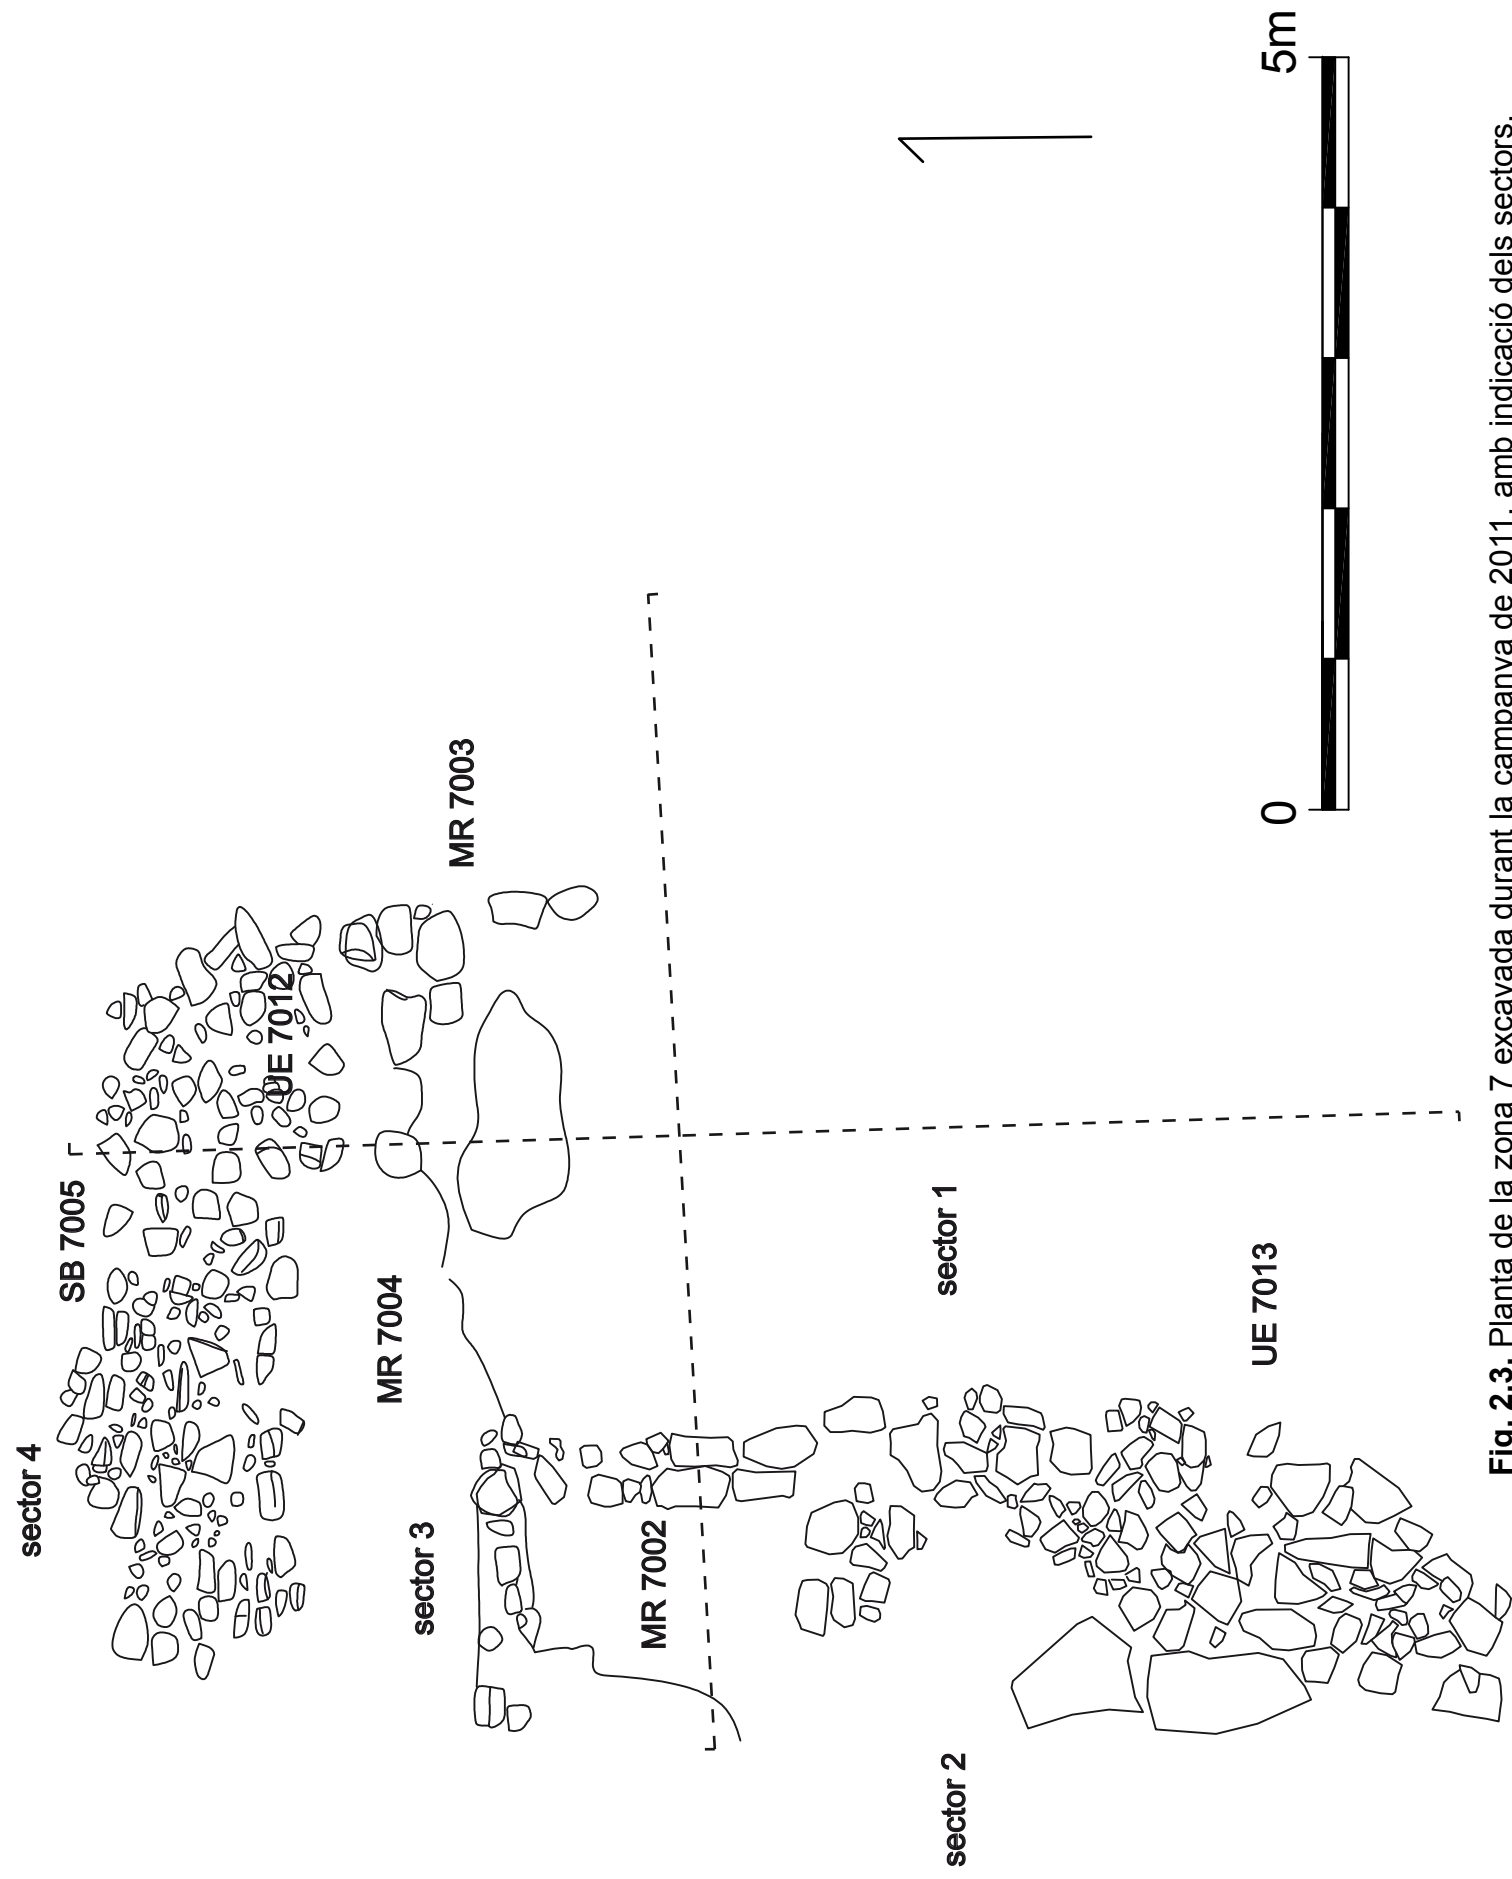 sector 4
SB 7005
UE 7012
MR 7004
MR 7003
sector 3
MR 7002
sector 1
sector 2
UE 7013
0
5m
Fig. 2.3. Planta de la zona 7 excavada durant la campanya de 2011, amb indicació dels sectors.